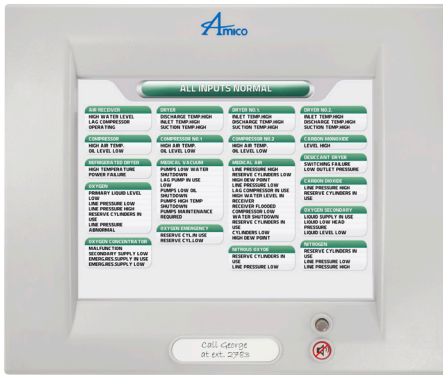 Amico
ALL INPUTS NORMAL
AIR RECEIVER
HIGH WATER LEVEL
LAG COMPRESSOR
OPERATING
DRYER
DISCHARGE TEMP.HIGH
INLET TEMP.HIGH
SUCTION TEMP.HIGH
DRYER NO.1.
INLET TEMP.HIGH
DISCHARGE TEMP.HIGH
SUCTION TEMP.HIGH
DRYER NO.2.
INLET TEMP.HIGH
DISCHARGE TEMP.HIGH
SUCTION TEMP.HIGH
COMPRESSOR
HIGH AIR TEMP.
OIL LEVEL LOW
COMPRESSOR NO.1
HIGH AIR TEMP.
OIL LEVEL LOW
COMPRESSOR NO.2
HIGH AIR TEMP.
OIL LEVEL LOW
CARBON MONOXIDE
LEVEL HIGH
REFRIGERATED DRYER
HIGH TEMPERATURE
POWER FAILURE
MEDICAL VACUUM
PUMPS LOW WATER
SHUTDOWN
LAG PUMP IN USE
LOW
PUMPS LOW OIL
SHUTDOWN
PUMPS HIGH TEMP
SHUTDOWN
PUMPS MAINTENANCE
REQUIRED
MEDICAL AIR
LINE PRESSURE HIGH
RESERVE CYLINDERS LOW
HIGH DEW POINT
LINE PRESSURE LOW
LAG COMPRESSOR IN USE
HIGH WATER LEVEL IN
RECEIVER
RECEIVER FLOODED
COMPRESSOR LOW
WATER SHUTDOWN
RESERVE CYLINDERS IN
USE
CYLINDERS LOW
HIGH DEW POINT
DESICCANT DRYER
SWITCHING FAILURE
LOW OUTLET PRESSURE
OXYGEN
PRIMARY LIQUID LEVEL
LOW
LINE PRESSURE LOW
LINE PRESSURE HIGH
RESERVE CYLINDERS IN
USE
LINE PRESSURE
ABNORMAL
CARBON DIOXIDE
LINE PRESSURE HIGH
RESERVE CYLINDERS IN
USE
OXYGEN SECONDARY
LIQUID SUPPLY IN USE
LIQUID LOW HEAD
PRESSURE
LIQUID LEVEL LOW
OXYGEN EMERGENCY
RESERVE CYL.IN USE
RESERVE CYL.LOW
OXYGEN CONCENTRATOR
MALFUNCTION
SECONDARY SUPPLY LOW
EMERG.RES.SUPPLY IN USE
EMERG.RES.SUPPLY LOW
NITROUS OXYDE
RESERVE CYLINDERS IN
USE
LINE PRESSURE LOW
NITROGEN
RESERVE CYLINDERS IN
USE
LINE PRESSURE LOW
LINE PRESSURE HIGH
Call George
at ext. 2783